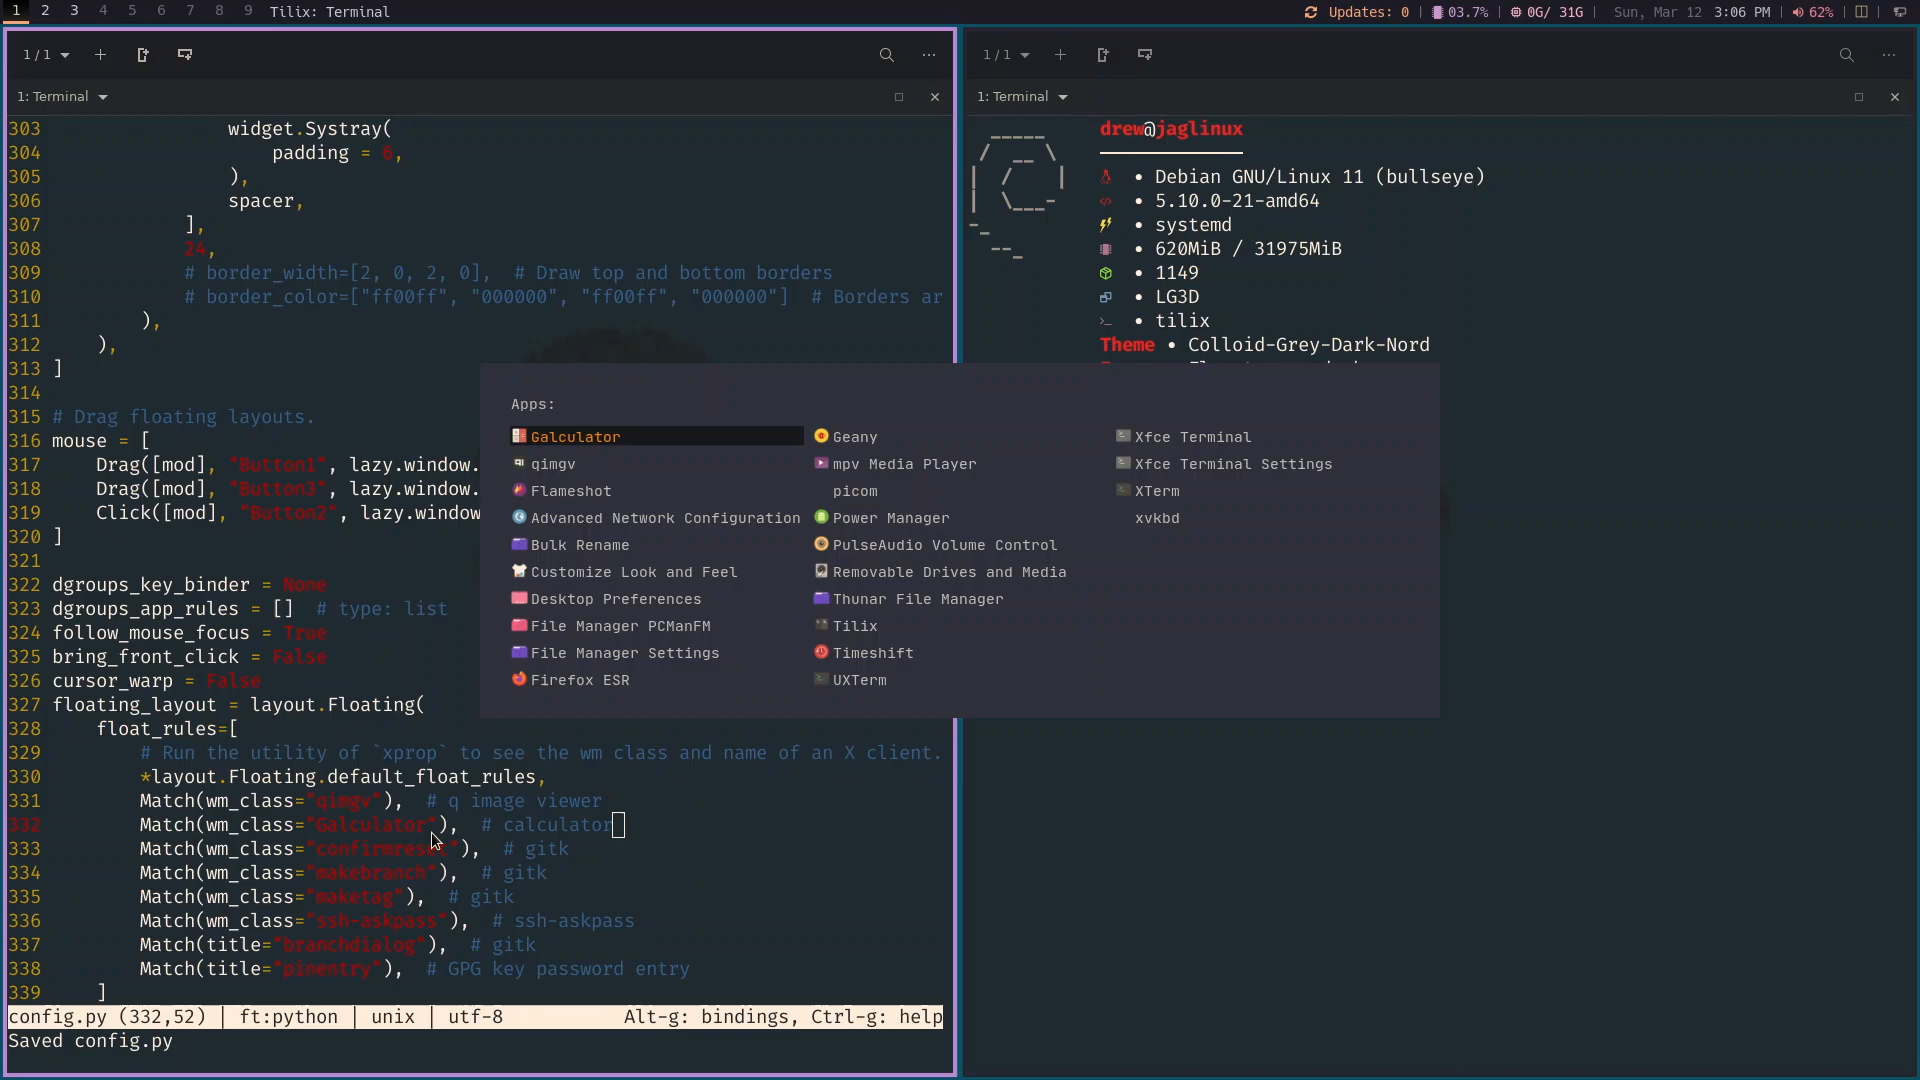 1 2 3 4 5 6 7 8 9 Tilix: Terminal
Updates: 0 | 03.7% | 0G/ 31G | Sun, Mar 12 3:06 PM | 62% |
1 / 1
1: Terminal
303 widget.Systray(
304 padding = 6,
305 ),
306 spacer,
307 ],
308 24,
309 # border_width=[2, 0, 2, 0],  # Draw top and bottom borders
310 # border_color=["ff00ff", "000000", "ff00ff", "000000"]  # Borders ar
311 ),
312 ),
313 ]
314
315 # Drag floating layouts.
316 mouse = [
317 Drag([mod], "Button1", lazy.window.
318 Drag([mod], "Button3", lazy.window.
319 Click([mod], "Button2", lazy.window
320 ]
321
322 dgroups_key_binder = None
323 dgroups_app_rules = []  # type: list
324 follow_mouse_focus = True
325 bring_front_click = False
326 cursor_warp = False
327 floating_layout = layout.Floating(
328 float_rules=[
329 # Run the utility of `xprop` to see the wm class and name of an X client.
330 *layout.Floating.default_float_rules,
331 Match(wm_class="qimgv"),  # q image viewer
332 Match(wm_class="Galculator"),  # calculator
333 Match(wm_class="confirmreset"),  # gitk
334 Match(wm_class="makebranch"),  # gitk
335 Match(wm_class="maketag"),  # gitk
336 Match(wm_class="ssh-askpass"),  # ssh-askpass
337 Match(title="branchdialog"),  # gitk
338 Match(title="pinentry"),  # GPG key password entry
339 ]
config.py (332,52) | ft:python | unix | utf-8 Alt-g: bindings, Ctrl-g: help
Saved config.py
1 / 1
1: Terminal
drew@jaglinux
• Debian GNU/Linux 11 (bullseye)
• 5.10.0-21-amd64
• systemd
• 620MiB / 31975MiB
• 1149
• LG3D
• tilix
Theme • Colloid-Grey-Dark-Nord
Apps:
Galculator
qimgv
Flameshot
Advanced Network Configuration
Bulk Rename
Customize Look and Feel
Desktop Preferences
File Manager PCManFM
File Manager Settings
Firefox ESR
Geany
mpv Media Player
picom
Power Manager
PulseAudio Volume Control
Removable Drives and Media
Thunar File Manager
Tilix
Timeshift
UXTerm
Xfce Terminal
Xfce Terminal Settings
XTerm
xvkbd